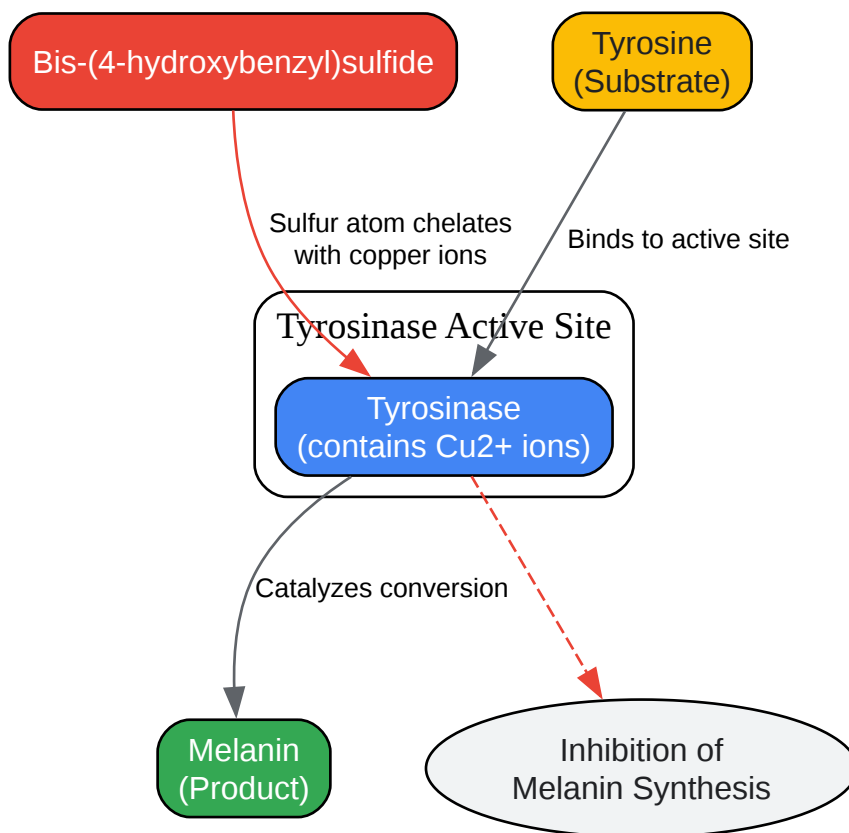 Bis-(4-hydroxybenzyl)sulfide
Tyrosine
(Substrate)
Sulfur atom chelates
with copper ions
Binds to active site
Tyrosinase Active Site
Tyrosinase
(contains Cu2+ ions)
Catalyzes conversion
Melanin
(Product)
Inhibition of
Melanin Synthesis